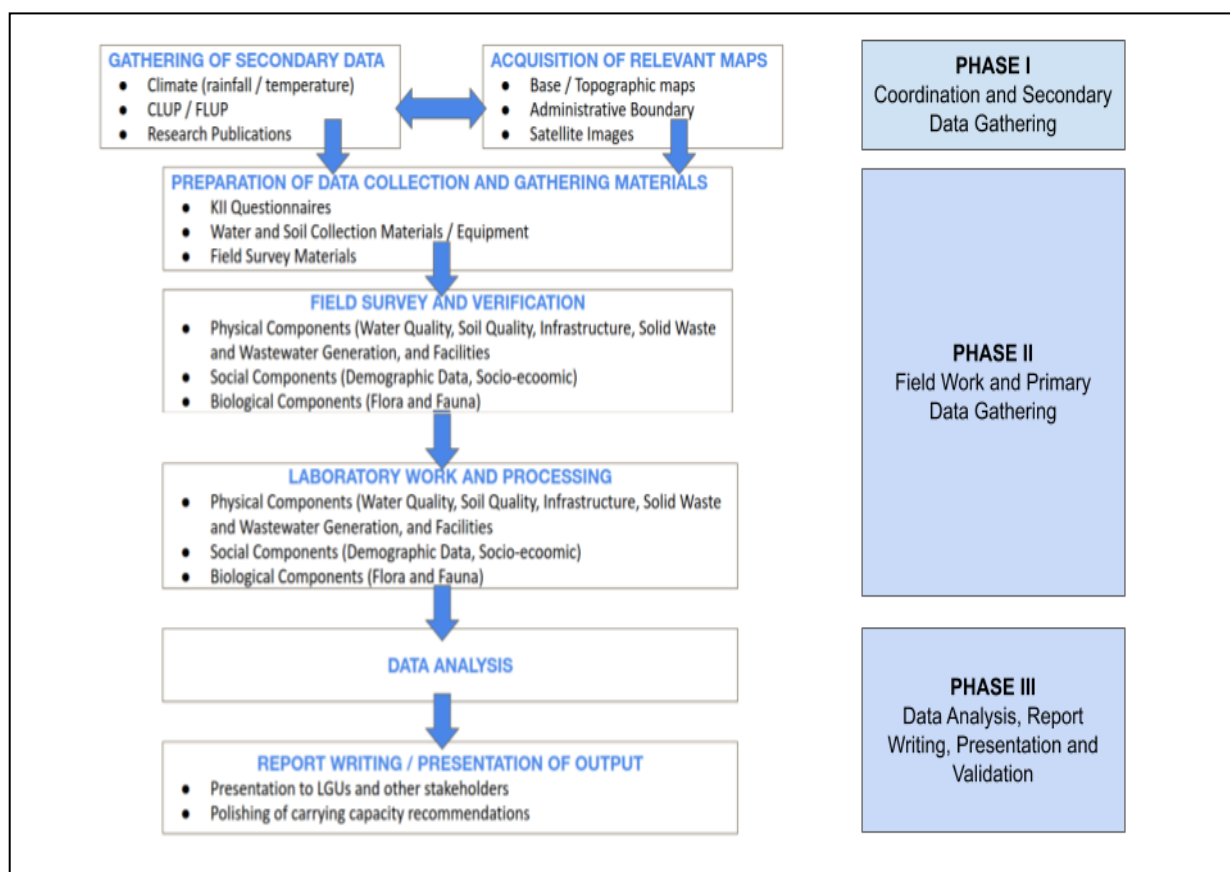 GATHERING OF SECONDARY DATA
● Climate (rainfall / temperature)
● CLUP / FLUP
● Research Publications
ACQUISITION OF RELEVANT MAPS
● Base / Topographic maps
● Administrative Boundary
● Satellite Images
PHASE I
Coordination and Secondary
Data Gathering
PREPARATION OF DATA COLLECTION AND GATHERING MATERIALS
● KII Questionnaires
● Water and Soil Collection Materials / Equipment
● Field Survey Materials
FIELD SURVEY AND VERIFICATION
● Physical Components (Water Quality, Soil Quality, Infrastructure, Solid Waste
and Wastewater Generation, and Facilities
● Social Components (Demographic Data, Socio-ecoomic)
● Biological Components (Flora and Fauna)
LABORATORY WORK AND PROCESSING
● Physical Components (Water Quality, Soil Quality, Infrastructure, Solid Waste
and Wastewater Generation, and Facilities
● Social Components (Demographic Data, Socio-ecoomic)
● Biological Components (Flora and Fauna)
PHASE II
Field Work and Primary
Data Gathering
DATA ANALYSIS
REPORT WRITING / PRESENTATION OF OUTPUT
● Presentation to LGUs and other stakeholders
● Polishing of carrying capacity recommendations
PHASE III
Data Analysis, Report
Writing, Presentation and
Validation